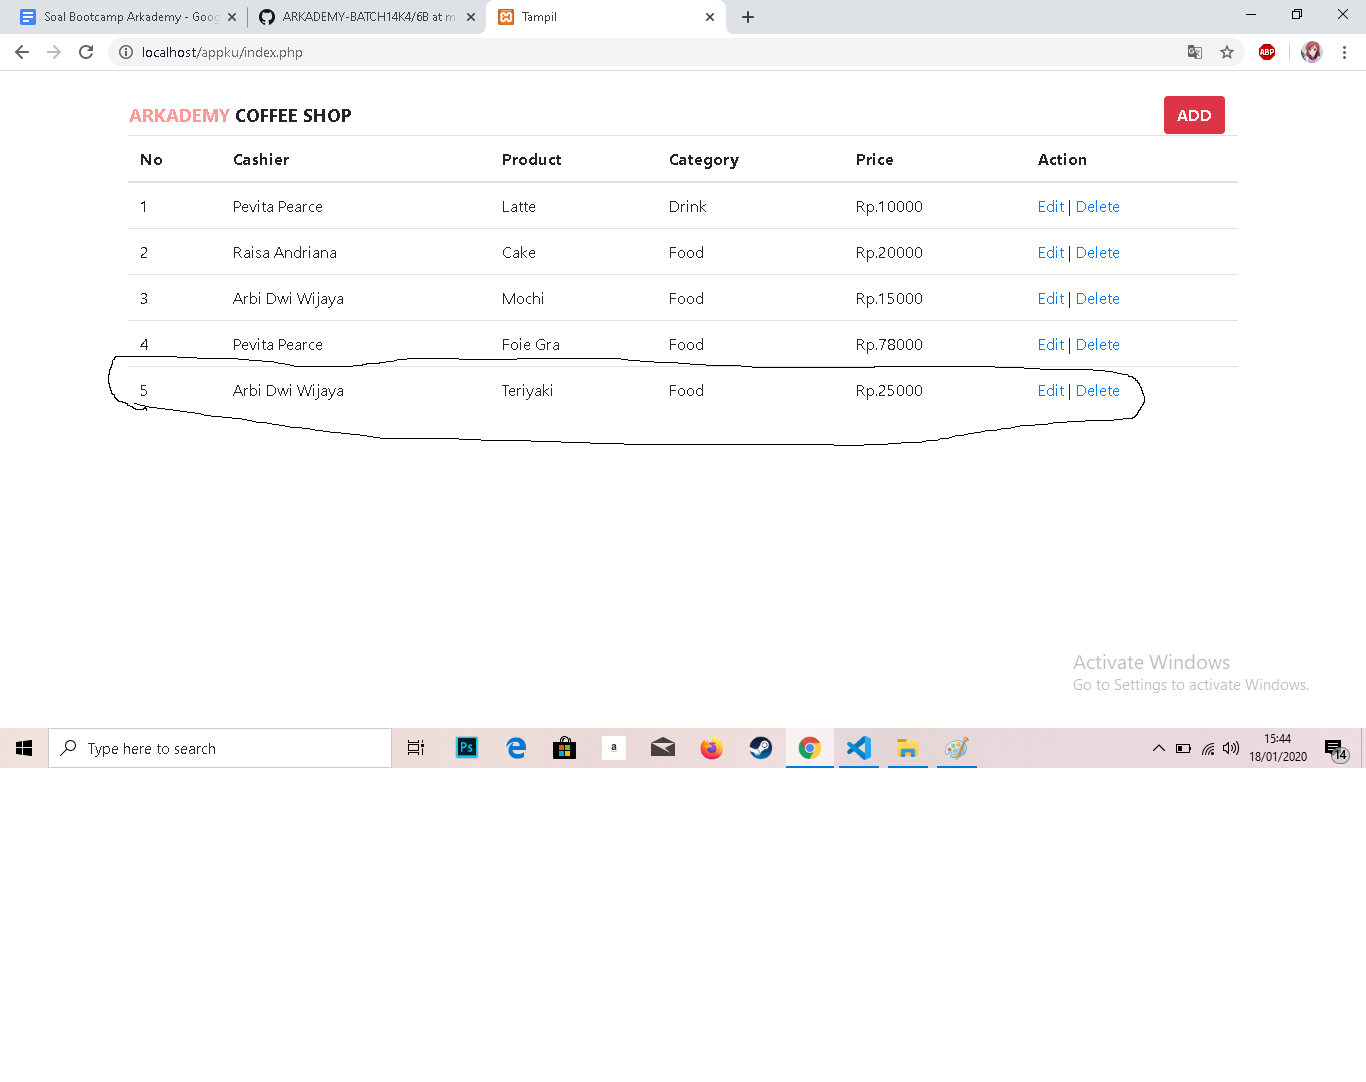 Soal Bootcamp Arkademy - Goog
ARKADEMY-BATCH14K4/6B at m
Tampil
localhost/appku/index.php
ABP
ARKADEMY COFFEE SHOP
ADD
No Cashier Product Category Price Action
1 Pevita Pearce Latte Drink Rp.10000 Edit | Delete
2 Raisa Andriana Cake Food Rp.20000 Edit | Delete
3 Arbi Dwi Wijaya Mochi Food Rp.15000 Edit | Delete
4 Pevita Pearce Foie Gra Food Rp.78000 Edit | Delete
5 Arbi Dwi Wijaya Teriyaki Food Rp.25000 Edit | Delete
Activate Windows
Go to Settings to activate Windows.
Type here to search
Ps
a
15:44
18/01/2020
14